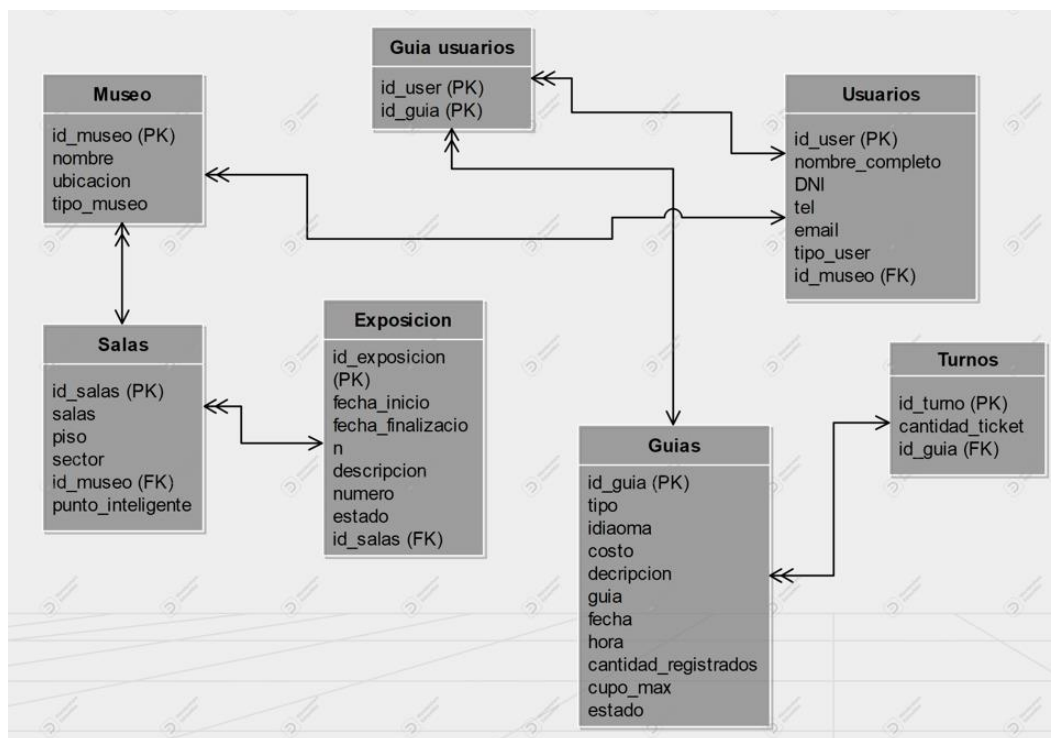 Guia usuarios
id_user (PK)
id_guia (PK)
Museo
id_museo (PK)
nombre
ubicacion
tipo_museo
Usuarios
id_user (PK)
nombre_completo
DNI
tel
email
tipo_user
id_museo (FK)
Salas
id_salas (PK)
salas
piso
sector
id_museo (FK)
punto_inteligente
Exposicion
id_exposicion
(PK)
fecha_inicio
fecha_finalizacio
n
descripcion
numero
estado
id_salas (FK)
Guias
id_guia (PK)
tipo
idiaoma
costo
decripcion
guia
fecha
hora
cantidad_registrados
cupo_max
estado
Turnos
id_turno (PK)
cantidad_ticket
id_guia (FK)